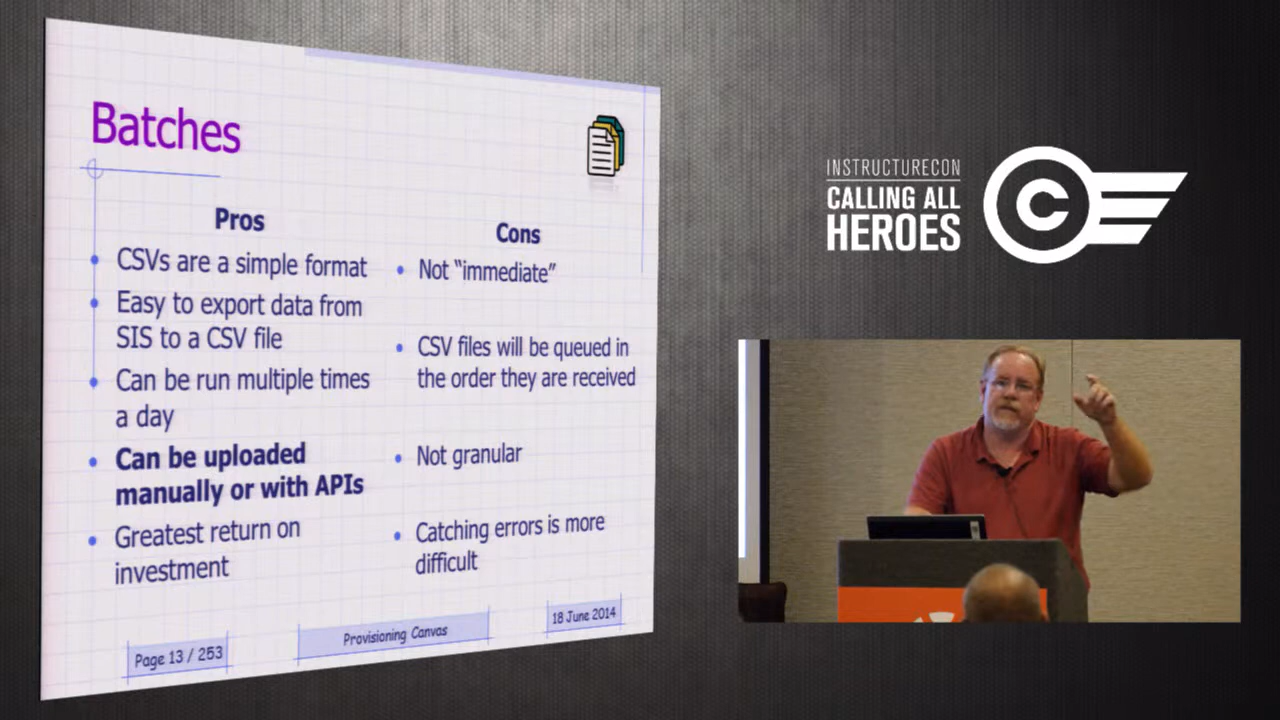 Batches
Pros
CSVs are a simple format
Easy to export data from
SIS to a CSV file
Can be run multiple times
a day
Can be uploaded
manually or with APIs
Greatest return on
investment
Cons
Not “immediate”
CSV files will be queued in
the order they are received
Not granular
Catching errors is more
difficult
Page 13 / 253
Provisioning Canvas
18 June 2014
INSTRUCTURECON
CALLING ALL
HEROES
C